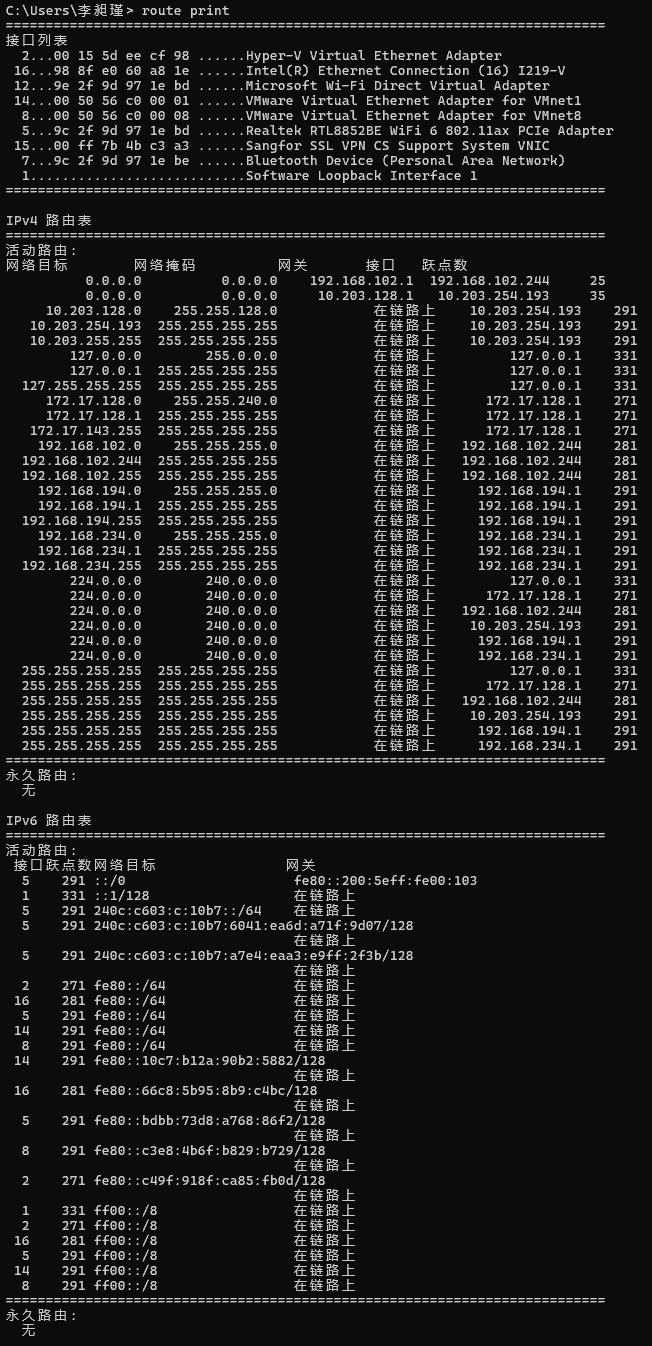 C:\Users\李昶瑾> route print
===========================================================================
接口列表
  2...00 15 5d ee cf 98 ......Hyper-V Virtual Ethernet Adapter
 16...98 8f e0 60 a8 1e ......Intel(R) Ethernet Connection (16) I219-V
 12...9e 2f 9d 97 1e bd ......Microsoft Wi-Fi Direct Virtual Adapter
 14...00 50 56 c0 00 01 ......VMware Virtual Ethernet Adapter for VMnet1
  8...00 50 56 c0 00 08 ......VMware Virtual Ethernet Adapter for VMnet8
  5...9c 2f 9d 97 1e bd ......Realtek RTL8852BE WiFi 6 802.11ax PCIe Adapter
 15...00 ff 7b 4b c3 a3 ......Sangfor SSL VPN CS Support System VNIC
  7...9c 2f 9d 97 1e be ......Bluetooth Device (Personal Area Network)
  1...........................Software Loopback Interface 1
===========================================================================
IPv4 路由表
===========================================================================
活动路由:
网络目标        网络掩码          网关       接口   跃点数
          0.0.0.0          0.0.0.0    192.168.102.1  192.168.102.244     25
          0.0.0.0          0.0.0.0     10.203.128.1   10.203.254.193     35
     10.203.128.0    255.255.128.0            在链路上    10.203.254.193    291
   10.203.254.193  255.255.255.255            在链路上    10.203.254.193    291
   10.203.255.255  255.255.255.255            在链路上    10.203.254.193    291
        127.0.0.0        255.0.0.0            在链路上         127.0.0.1    331
        127.0.0.1  255.255.255.255            在链路上         127.0.0.1    331
  127.255.255.255  255.255.255.255            在链路上         127.0.0.1    331
     172.17.128.0    255.255.240.0            在链路上      172.17.128.1    271
     172.17.128.1  255.255.255.255            在链路上      172.17.128.1    271
   172.17.143.255  255.255.255.255            在链路上      172.17.128.1    271
    192.168.102.0    255.255.255.0            在链路上   192.168.102.244    281
  192.168.102.244  255.255.255.255            在链路上   192.168.102.244    281
  192.168.102.255  255.255.255.255            在链路上   192.168.102.244    281
    192.168.194.0    255.255.255.0            在链路上     192.168.194.1    291
    192.168.194.1  255.255.255.255            在链路上     192.168.194.1    291
  192.168.194.255  255.255.255.255            在链路上     192.168.194.1    291
    192.168.234.0    255.255.255.0            在链路上     192.168.234.1    291
    192.168.234.1  255.255.255.255            在链路上     192.168.234.1    291
  192.168.234.255  255.255.255.255            在链路上     192.168.234.1    291
        224.0.0.0        240.0.0.0            在链路上         127.0.0.1    331
        224.0.0.0        240.0.0.0            在链路上      172.17.128.1    271
        224.0.0.0        240.0.0.0            在链路上   192.168.102.244    281
        224.0.0.0        240.0.0.0            在链路上    10.203.254.193    291
        224.0.0.0        240.0.0.0            在链路上     192.168.194.1    291
        224.0.0.0        240.0.0.0            在链路上     192.168.234.1    291
  255.255.255.255  255.255.255.255            在链路上         127.0.0.1    331
  255.255.255.255  255.255.255.255            在链路上      172.17.128.1    271
  255.255.255.255  255.255.255.255            在链路上   192.168.102.244    281
  255.255.255.255  255.255.255.255            在链路上    10.203.254.193    291
  255.255.255.255  255.255.255.255            在链路上     192.168.194.1    291
  255.255.255.255  255.255.255.255            在链路上     192.168.234.1    291
===========================================================================
永久路由:
  无
IPv6 路由表
===========================================================================
活动路由:
 接口跃点数网络目标                网关
  5    291 ::/0                     fe80::200:5eff:fe00:103
  1    331 ::1/128                  在链路上
  5    291 240c:c603:c:10b7::/64    在链路上
  5    291 240c:c603:c:10b7:6041:ea6d:a71f:9d07/128
                                    在链路上
  5    291 240c:c603:c:10b7:a7e4:eaa3:e9ff:2f3b/128
                                    在链路上
  2    271 fe80::/64                在链路上
 16    281 fe80::/64                在链路上
  5    291 fe80::/64                在链路上
 14    291 fe80::/64                在链路上
  8    291 fe80::/64                在链路上
 14    291 fe80::10c7:b12a:90b2:5882/128
                                    在链路上
 16    281 fe80::66c8:5b95:8b9:c4bc/128
                                    在链路上
  5    291 fe80::bdbb:73d8:a768:86f2/128
                                    在链路上
  8    291 fe80::c3e8:4b6f:b829:b729/128
                                    在链路上
  2    271 fe80::c49f:918f:ca85:fb0d/128
                                    在链路上
  1    331 ff00::/8                 在链路上
  2    271 ff00::/8                 在链路上
 16    281 ff00::/8                 在链路上
  5    291 ff00::/8                 在链路上
 14    291 ff00::/8                 在链路上
  8    291 ff00::/8                 在链路上
===========================================================================
永久路由:
  无